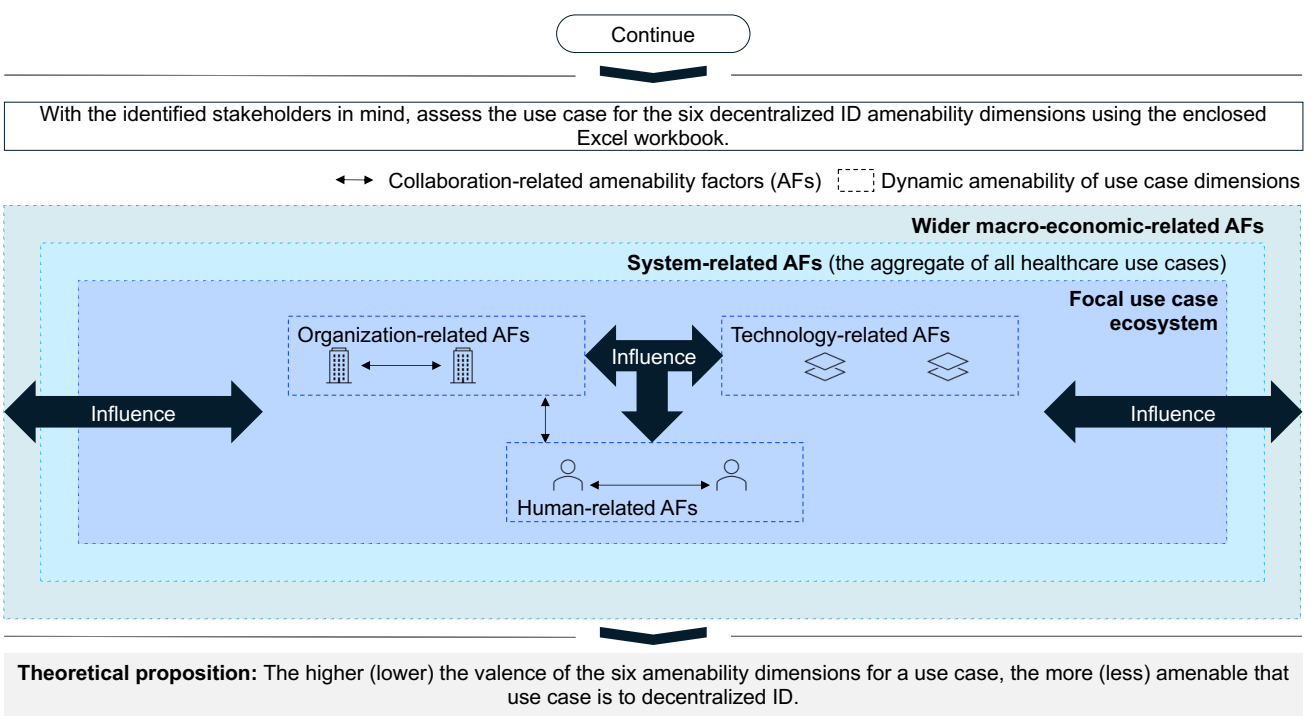 Continue
With the identified stakeholders in mind, assess the use case for the six decentralized ID amenability dimensions using the enclosed
Excel workbook.
Collaboration-related amenability factors (AFs)
Dynamic amenability of use case dimensions
Wider macro-economic-related AFs
System-related AFs (the aggregate of all healthcare use cases)
Focal use case
ecosystem
Organization-related AFs
Influence
Technology-related AFs
Influence
Influence
Human-related AFs
Theoretical proposition: The higher (lower) the valence of the six amenability dimensions for a use case, the more (less) amenable that
use case is to decentralized ID.